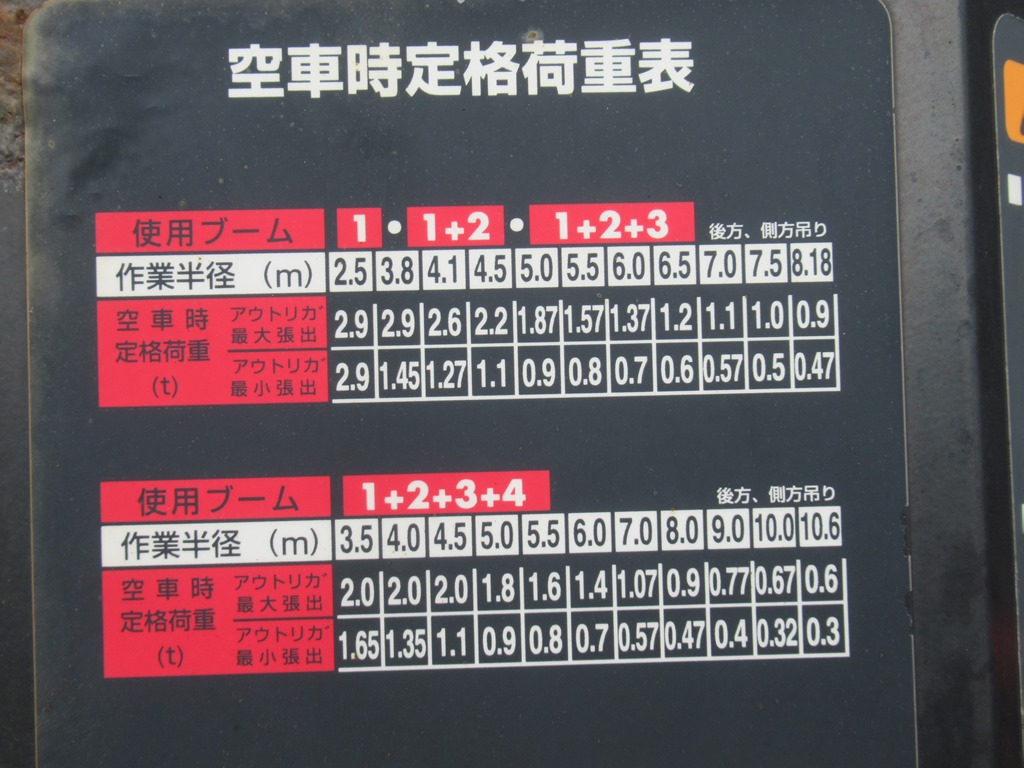 空車時定格荷重表
使用ブーム 1・1+2・1+2+3 後方、側方吊り
作業半径 (m) 2.5 3.8 4.1 4.5 5.0 5.5 6.0 6.5 7.0 7.5 8.18
空車時定格荷重(t) アウトリガ最大張出 2.9 2.9 2.6 2.2 1.87 1.57 1.37 1.2 1.1 1.0 0.9
アウトリガ最小張出 2.9 1.45 1.27 1.1 0.9 0.8 0.7 0.6 0.57 0.5 0.47
使用ブーム 1+2+3+4 後方、側方吊り
作業半径 (m) 3.5 4.0 4.5 5.0 5.5 6.0 7.0 8.0 9.0 10.0 10.6
空車時定格荷重(t) アウトリガ最大張出 2.0 2.0 2.0 1.8 1.6 1.4 1.07 0.9 0.77 0.67 0.6
アウトリガ最小張出 1.65 1.35 1.1 0.9 0.8 0.7 0.57 0.47 0.4 0.32 0.3